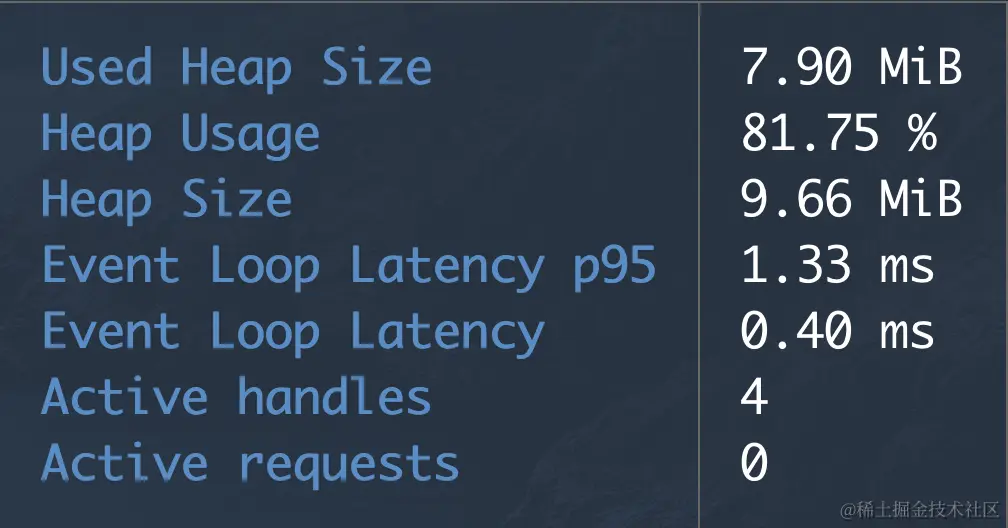 Used Heap Size 7.90 MiB
Heap Usage 81.75 %
Heap Size 9.66 MiB
Event Loop Latency p95 1.33 ms
Event Loop Latency 0.40 ms
Active handles 4
Active requests 0
@稀土掘金技术社区